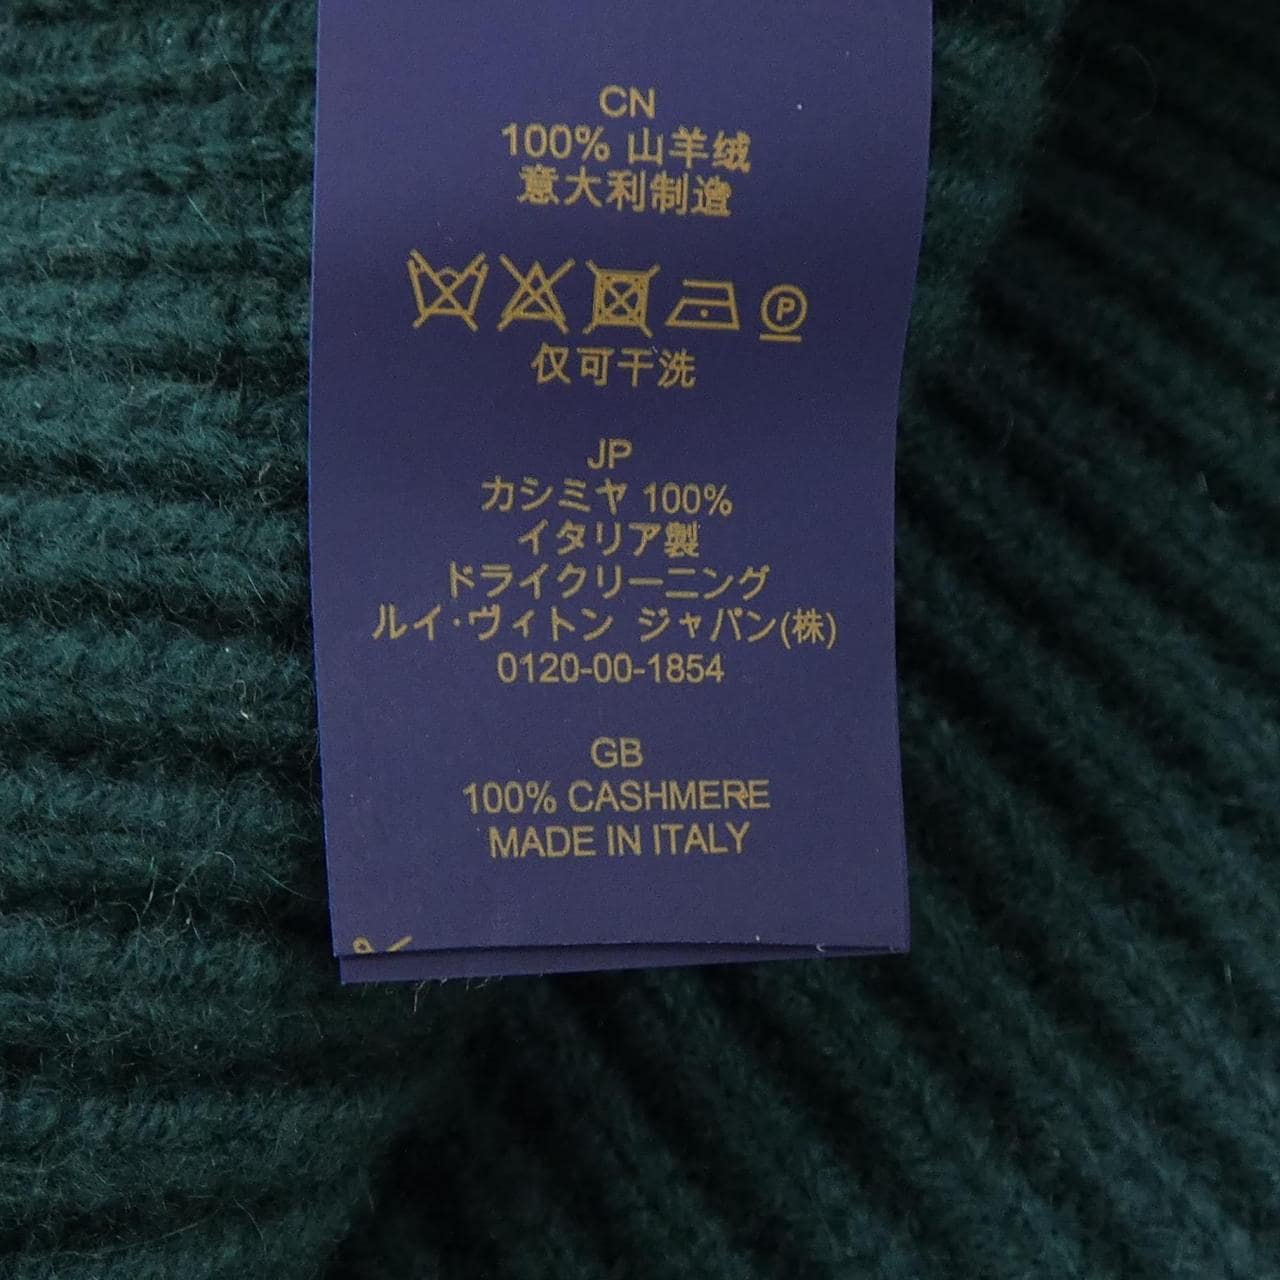 CN
100% 山羊绒
意大利制造
P
仅可干洗
JP
カシミヤ 100%
イタリア製
ドライクリーニング
ルイ·ヴィトン ジャパン(株)
0120-00-1854
GB
100% CASHMERE
MADE IN ITALY